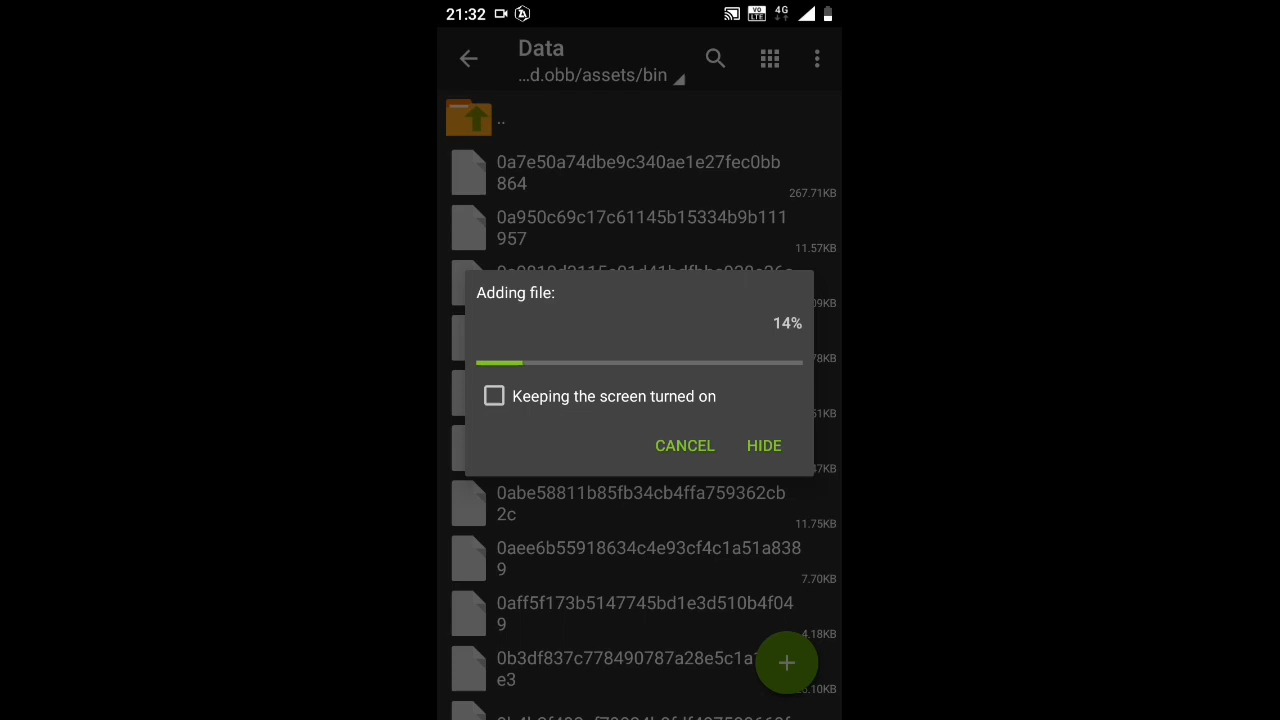 21:32
VO
LTE
4G
Data
...d.obb/assets/bin
..
0a7e50a74dbe9c340ae1e27fec0bb
864
267.71KB
0a950c69c17c61145b15334b9b111
957
11.57KB
Adding file:
14%
Keeping the screen turned on
CANCEL
HIDE
0abe58811b85fb34cb4ffa759362cb
2c
11.75KB
0aee6b55918634c4e93cf4c1a51a838
9
7.70KB
0aff5f173b5147745bd1e3d510b4f04
9
4.18KB
0b3df837c778490787a28e5c1a
e3